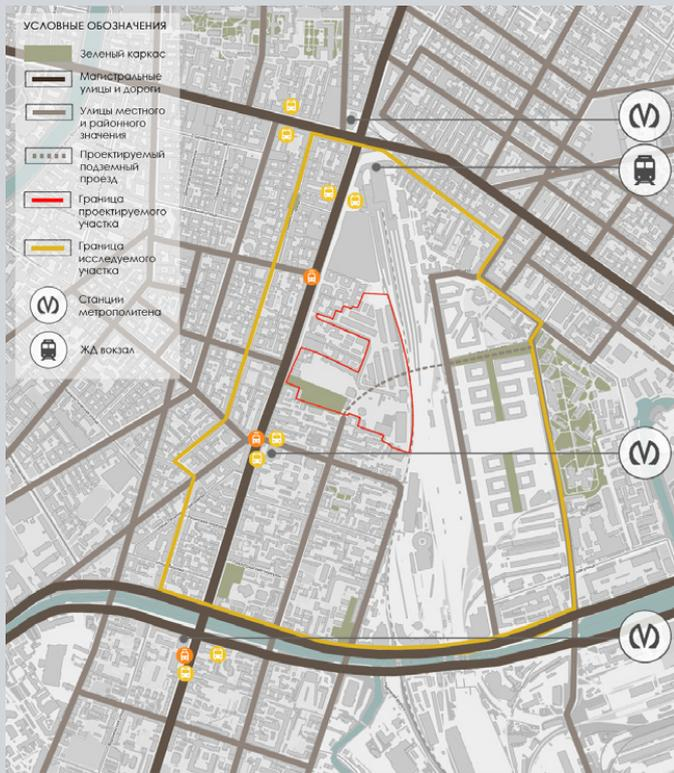 УСЛОВНЫЕ ОБОЗНАЧЕНИЯ
Зеленый каркас
Магистральные
улицы и дороги
Улицы местного
и районного
значения
Проектируемый
подземный
проезд
Граница
проектируемого
участка
Граница
исследуемого
участка
Станции
метрополитена
ЖД вокзал